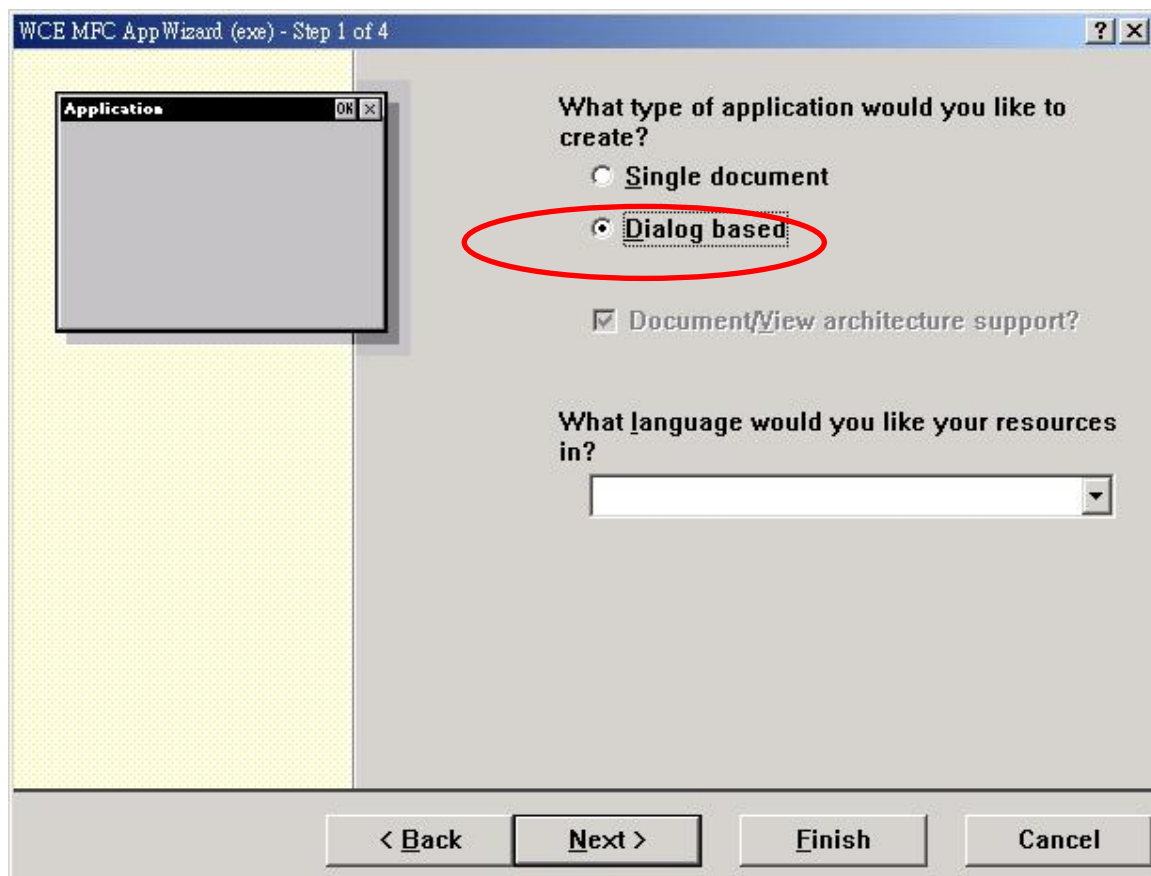 WCE MFC AppWizard (exe) - Step 1 of 4
Application OK
What type of application would you like to
create?
Single document
Dialog based
Document/View architecture support?
What language would you like your resources
in?
< Back Next > Finish Cancel